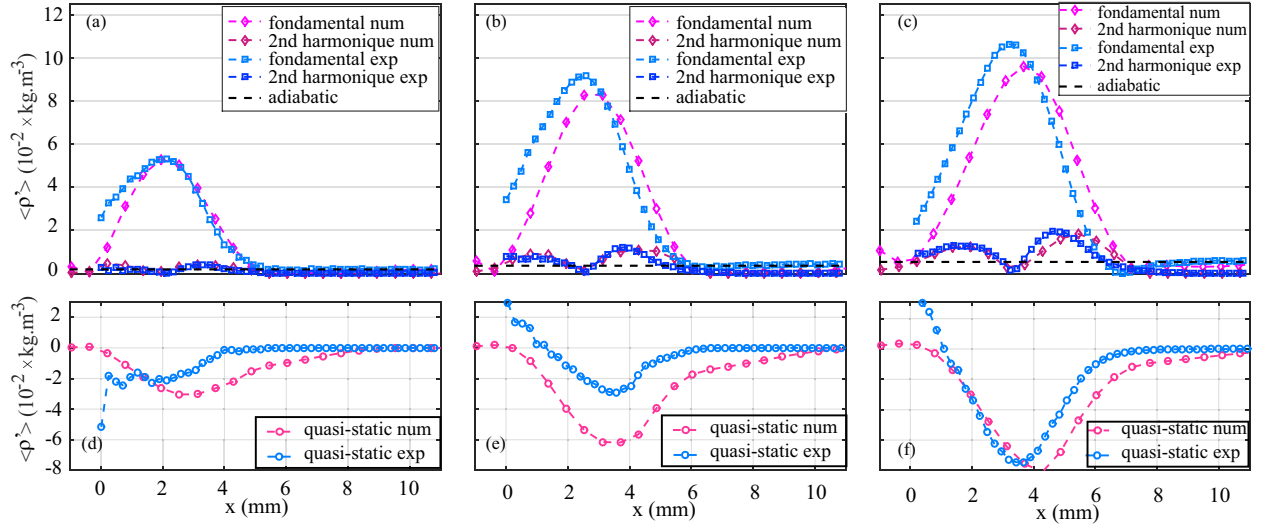 (a)
fondamental num
2nd harmonique num
fondamental exp
2nd harmonique exp
adiabatic
(b)
fondamental num
2nd harmonique num
fondamental exp
2nd harmonique exp
adiabatic
(c)
fondamental num
2nd harmonique num
fondamental exp
2nd harmonique exp
adiabatic
12
10
8
6
4
2
0
<ρ'> (10⁻² × kg.m⁻³)
2
0
-2
-4
-6
-8
<ρ'> (10⁻² × kg.m⁻³)
(d)
quasi-static num
quasi-static exp
(e)
quasi-static num
quasi-static exp
(f)
quasi-static num
quasi-static exp
0 2 4 6 8 10
0 2 4 6 8 10
0 2 4 6 8 10
x (mm)
x (mm)
x (mm)